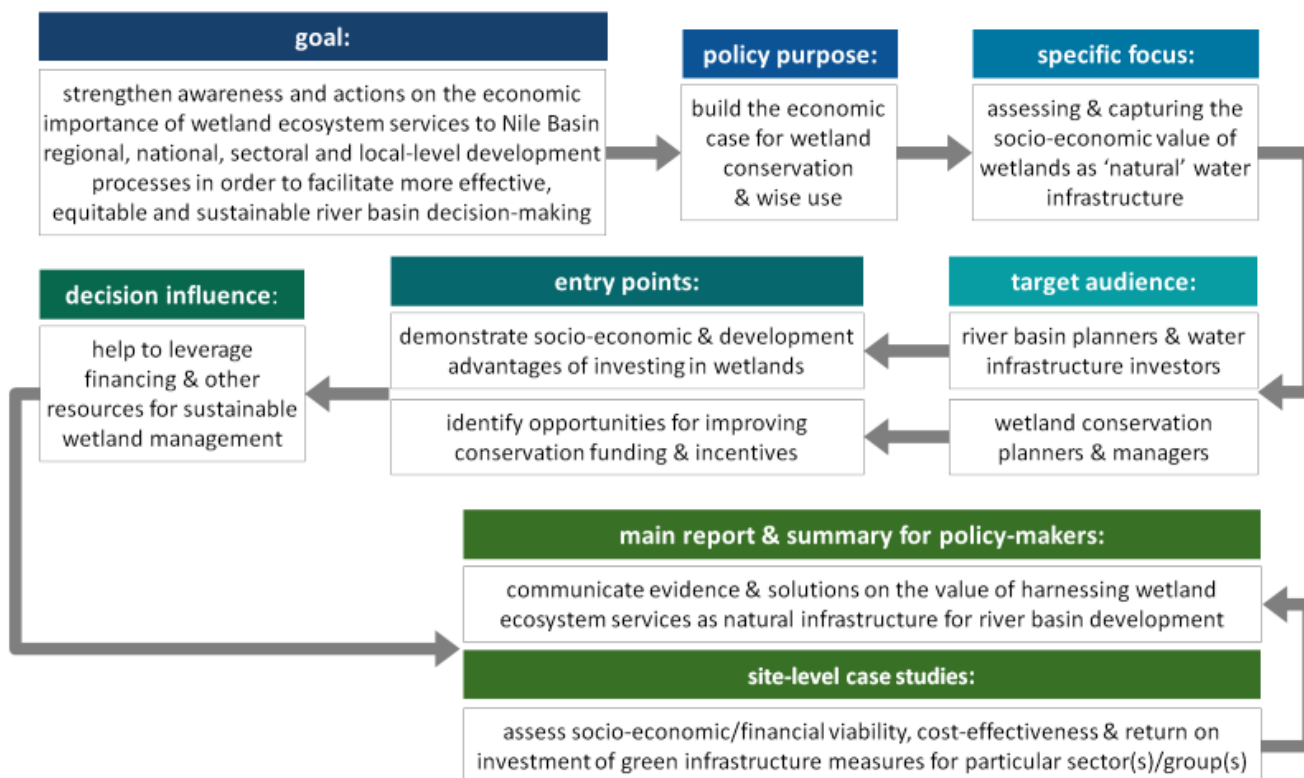 goal:
strengthen awareness and actions on the economic
importance of wetland ecosystem services to Nile Basin
regional, national, sectoral and local-level development
processes in order to facilitate more effective,
equitable and sustainable river basin decision-making
policy purpose:
build the economic
case for wetland
conservation
& wise use
specific focus:
assessing & capturing the
socio-economic value of
wetlands as ‘natural’ water
infrastructure
target audience:
river basin planners & water
infrastructure investors
wetland conservation
planners & managers
entry points:
demonstrate socio-economic & development
advantages of investing in wetlands
identify opportunities for improving
conservation funding & incentives
decision influence:
help to leverage
financing & other
resources for sustainable
wetland management
main report & summary for policy-makers:
communicate evidence & solutions on the value of harnessing wetland
ecosystem services as natural infrastructure for river basin development
site-level case studies:
assess socio-economic/financial viability, cost-effectiveness & return on
investment of green infrastructure measures for particular sector(s)/group(s)